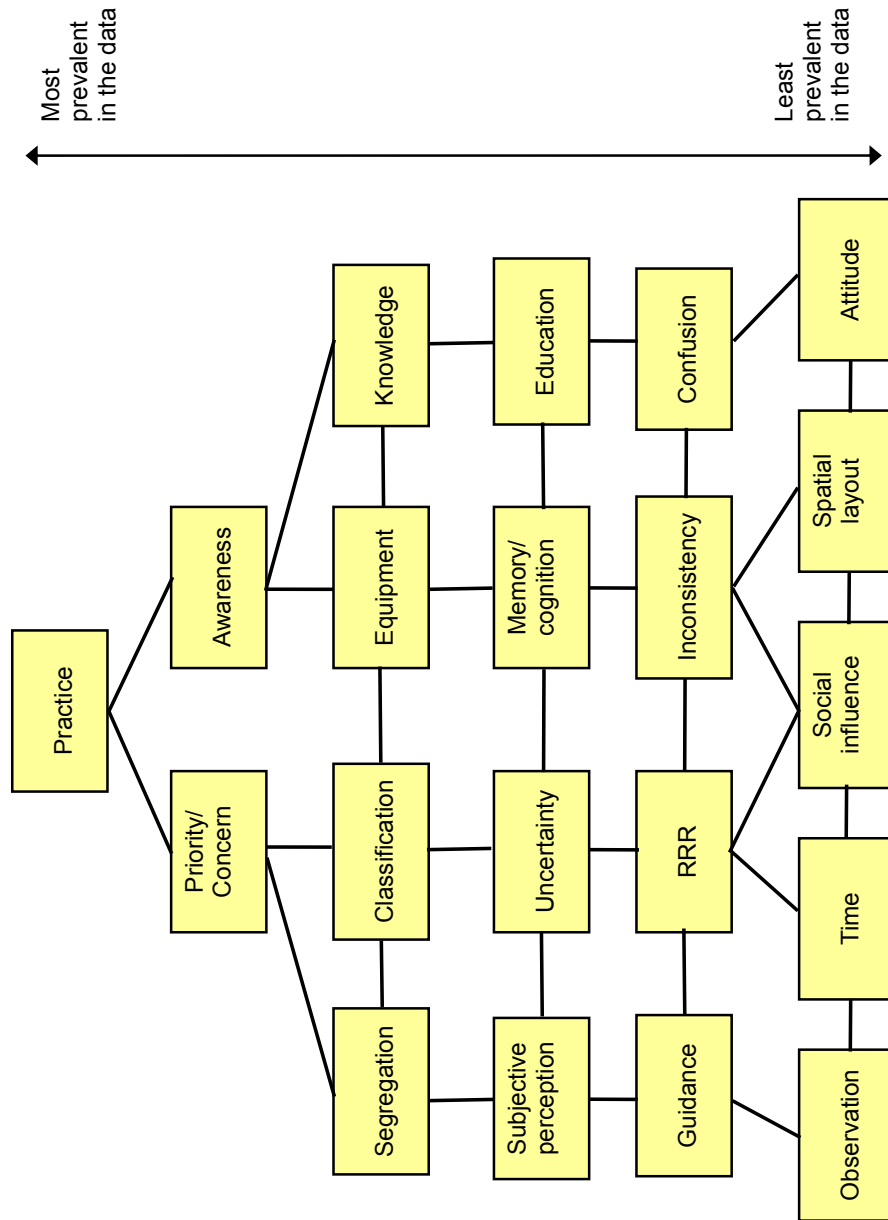 Most
prevalent
in the data
Practice
Priority/
Concern
Awareness
Segregation
Classification
Equipment
Knowledge
Subjective
perception
Uncertainty
Memory/
cognition
Education
Guidance
RRR
Inconsistency
Confusion
Observation
Time
Social
influence
Spatial
layout
Attitude
Least
prevalent
in the data